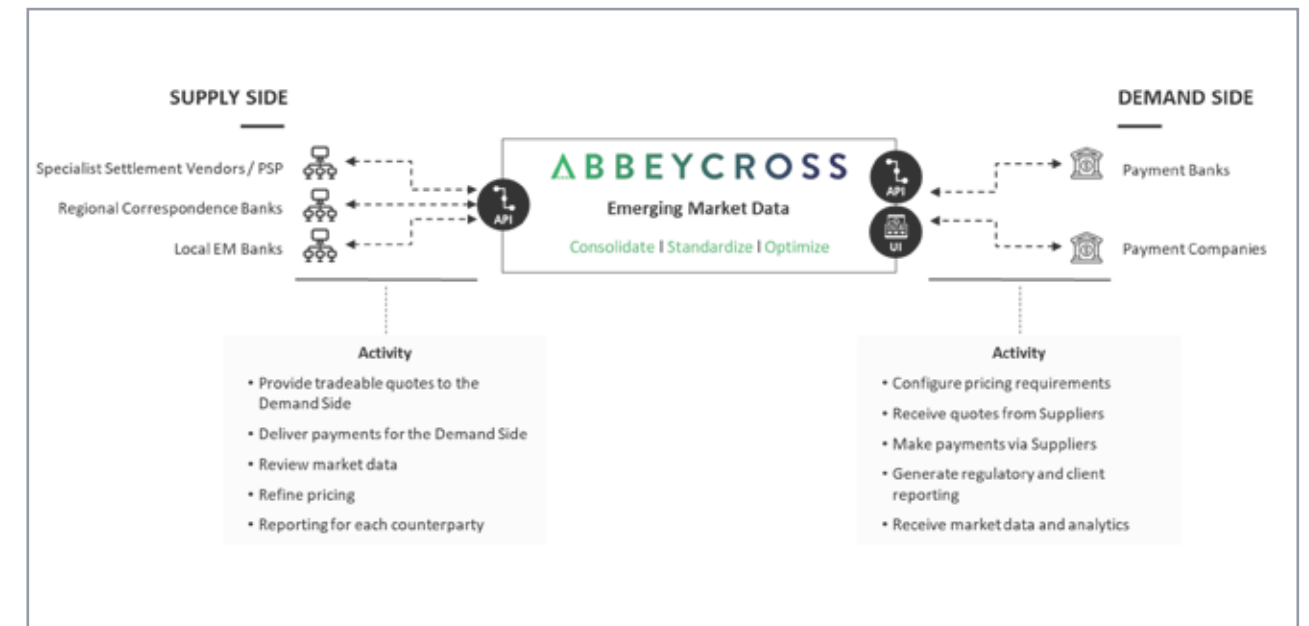 SUPPLY SIDE
Specialist Settlement Vendors / PSP
Regional Correspondence Banks
Local EM Banks
API
ABBEYCROSS
Emerging Market Data
Consolidate I Standardize I Optimize
API
UI
DEMAND SIDE
Payment Banks
Payment Companies
Activity
• Provide tradeable quotes to the
Demand Side
• Deliver payments for the Demand Side
• Review market data
• Refine pricing
• Reporting for each counterparty
Activity
• Configure pricing requirements
• Receive quotes from Suppliers
• Make payments via Suppliers
• Generate regulatory and client
reporting
• Receive market data and analytics